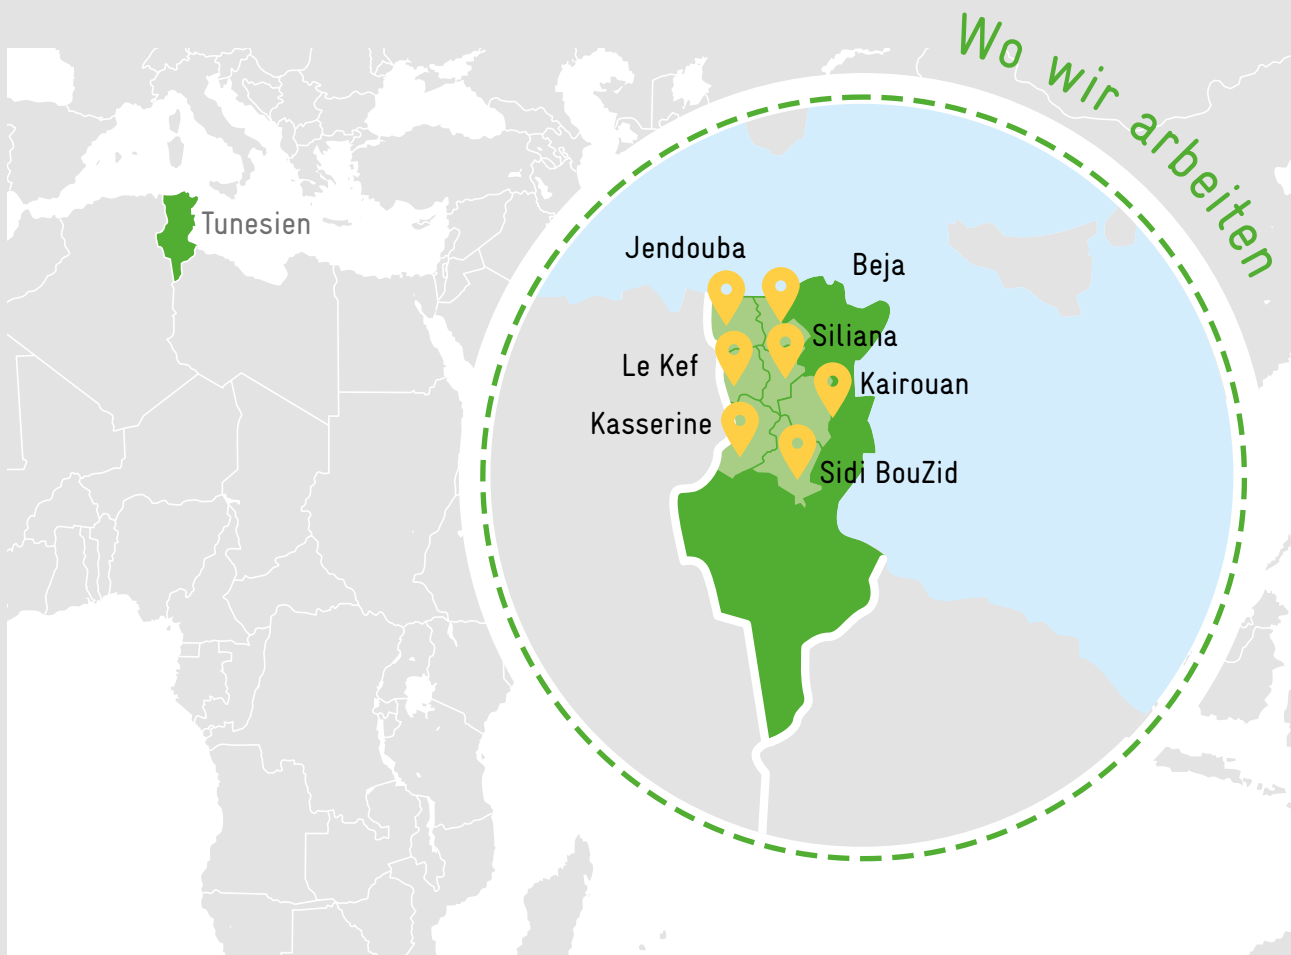 Wo wir arbeiten
Tunesien
Jendouba
Beja
Siliana
Le Kef
Kairouan
Kasserine
Sidi BouZid